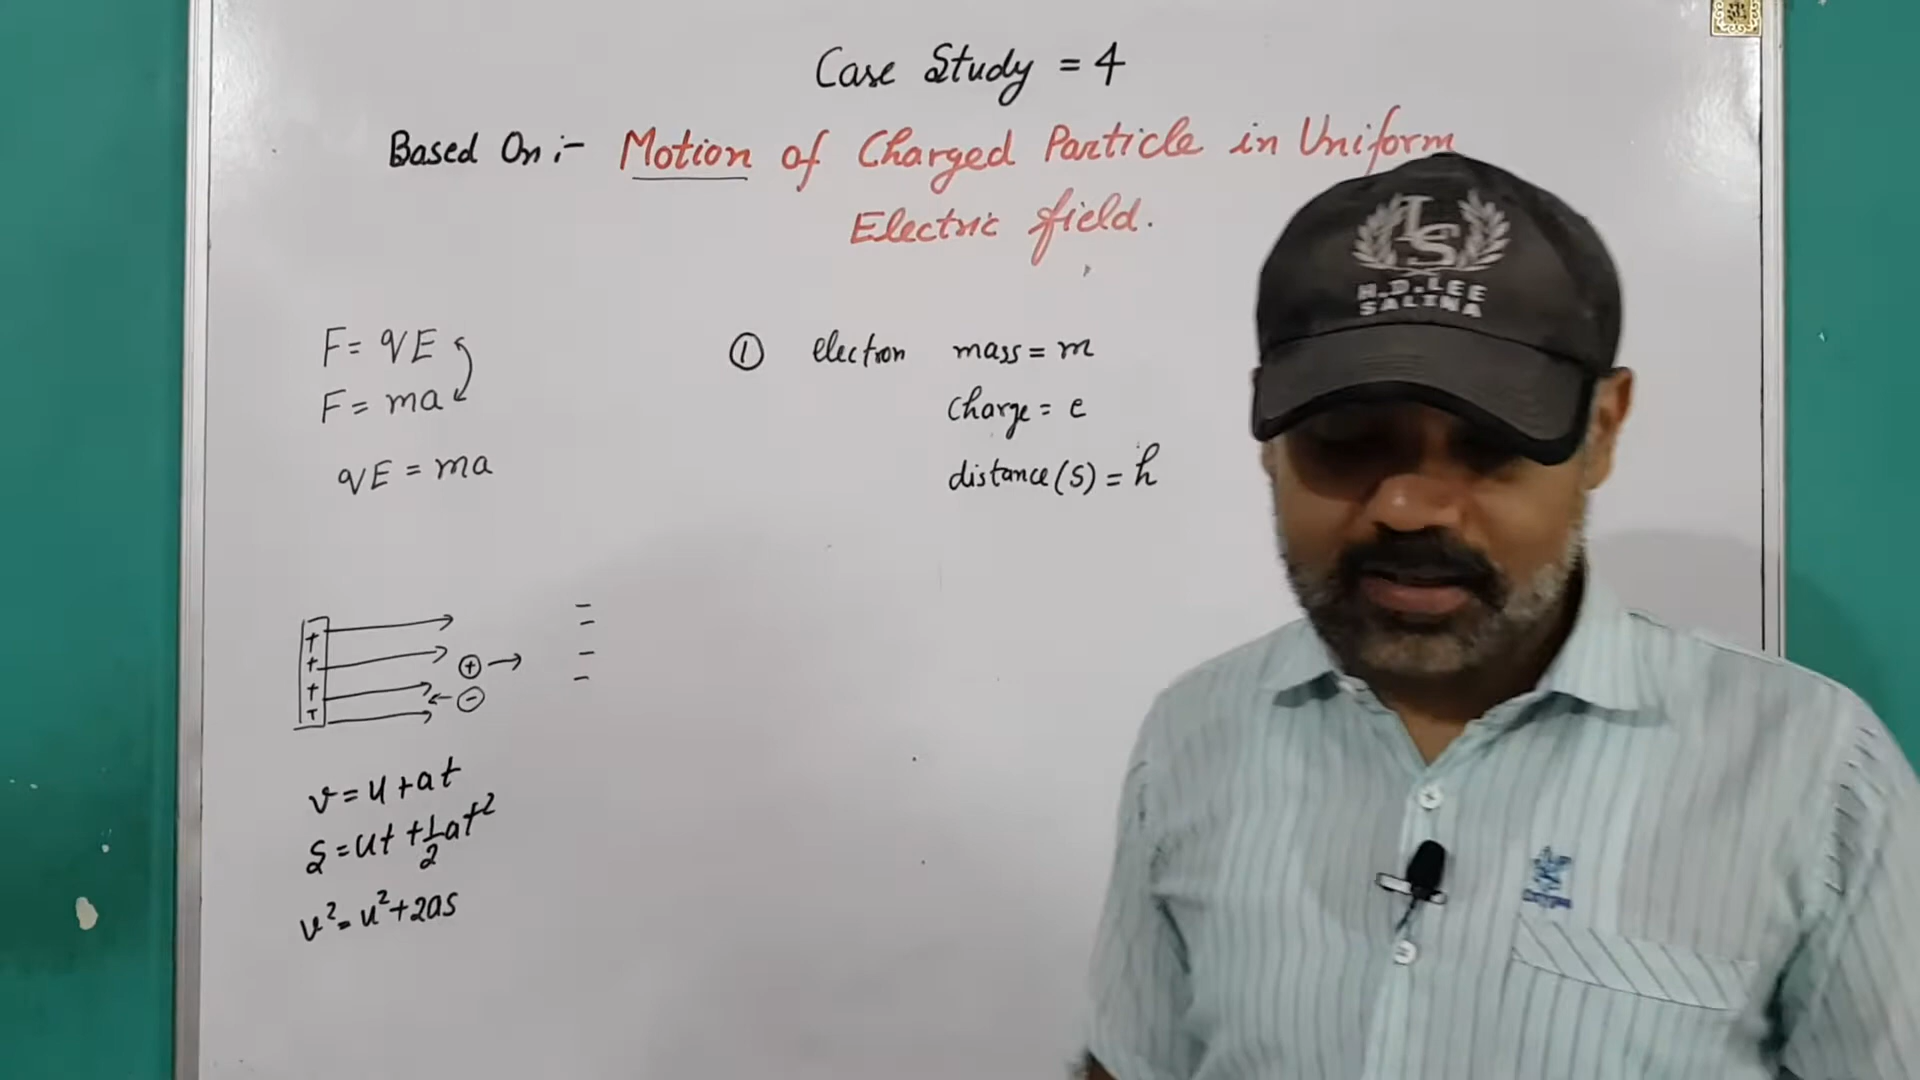 Case Study = 4
Based On :- Motion of Charged Particle in Uniform
Electric field.
F = qE
F = ma
qE = ma
① electron mass = m
Charge = e
distance (S) = h
+
+
+
+
+
-
-
-
-
-
v = u + at
S = ut + 1/2 at²
v² = u² + 2as
LS
H.D.LEE
SALINA